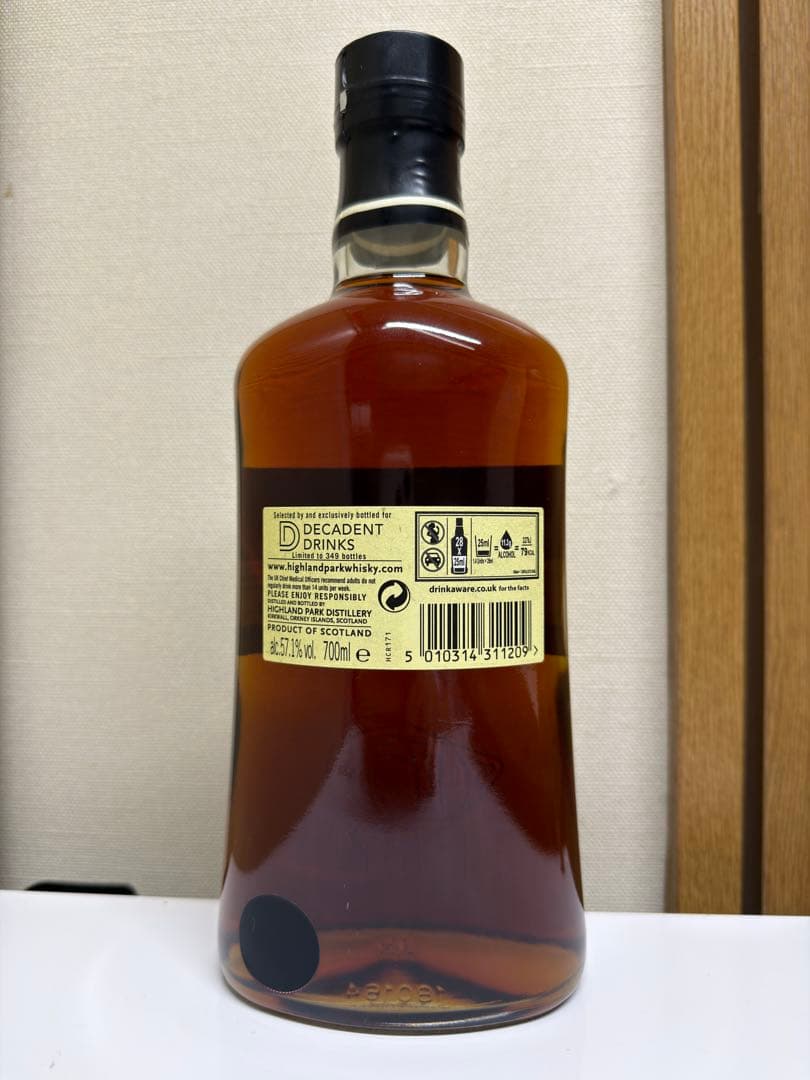 Selected by and exclusively bottled for
D DECADENT
DRINKS
Limited to 349 bottles
www.highlandparkwhisky.com
The UK Chief Medical Officers recommend adults do not
regularly drink more than 14 units per week.
PLEASE ENJOY RESPONSIBLY
DISTILLED AND BOTTLED BY
HIGHLAND PARK DISTILLERY
KIRKWALL, ORKNEY ISLANDS, SCOTLAND
PRODUCT OF SCOTLAND
alc.57.1% vol. 700ml e
HCR171
28
X
25ml
25ml
ALCOHOL
79KCAL
drinkaware.co.uk for the facts
5 010314 311209 >